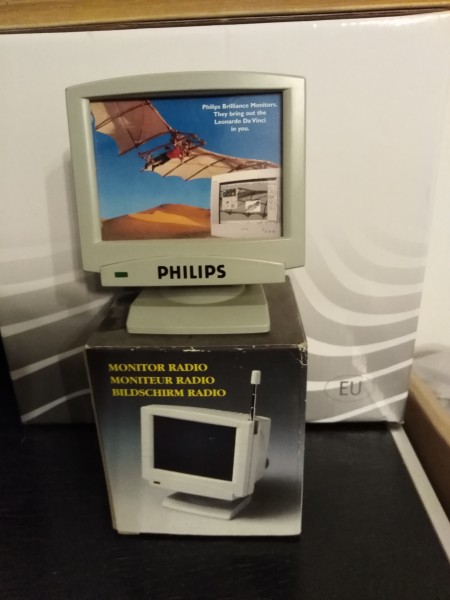 Philips Brilliance Monitors.
They bring out the
Leonardo Da Vinci
in you.
PHILIPS
MONITOR RADIO
MONITEUR RADIO
BILDSCHIRM RADIO
EU